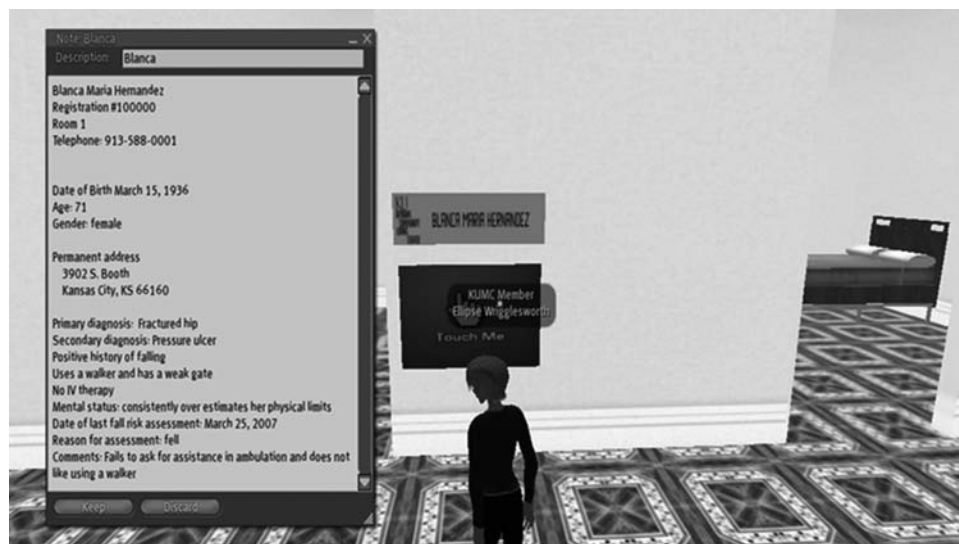 Note: Blanca
Description:
Blanca
Blanca Maria Hernandez
Registration #100000
Room 1
Telephone: 913-588-0001
Date of Birth March 15, 1936
Age: 71
Gender: female
Permanent address
3902 S. Booth
Kansas City, KS 66160
Primary diagnosis: Fractured hip
Secondary diagnosis: Pressure ulcer
Positive history of falling
Uses a walker and has a weak gate
No IV therapy
Mental status: consistently over estimates her physical limits
Date of last fall risk assessment: March 25, 2007
Reason for assessment: fell
Comments: Fails to ask for assistance in ambulation and does not
like using a walker
Keep
Discard
BLANCA MARIA HERNANDEZ
KUMC Member
Ellipse Wrigglesworth
Touch Me